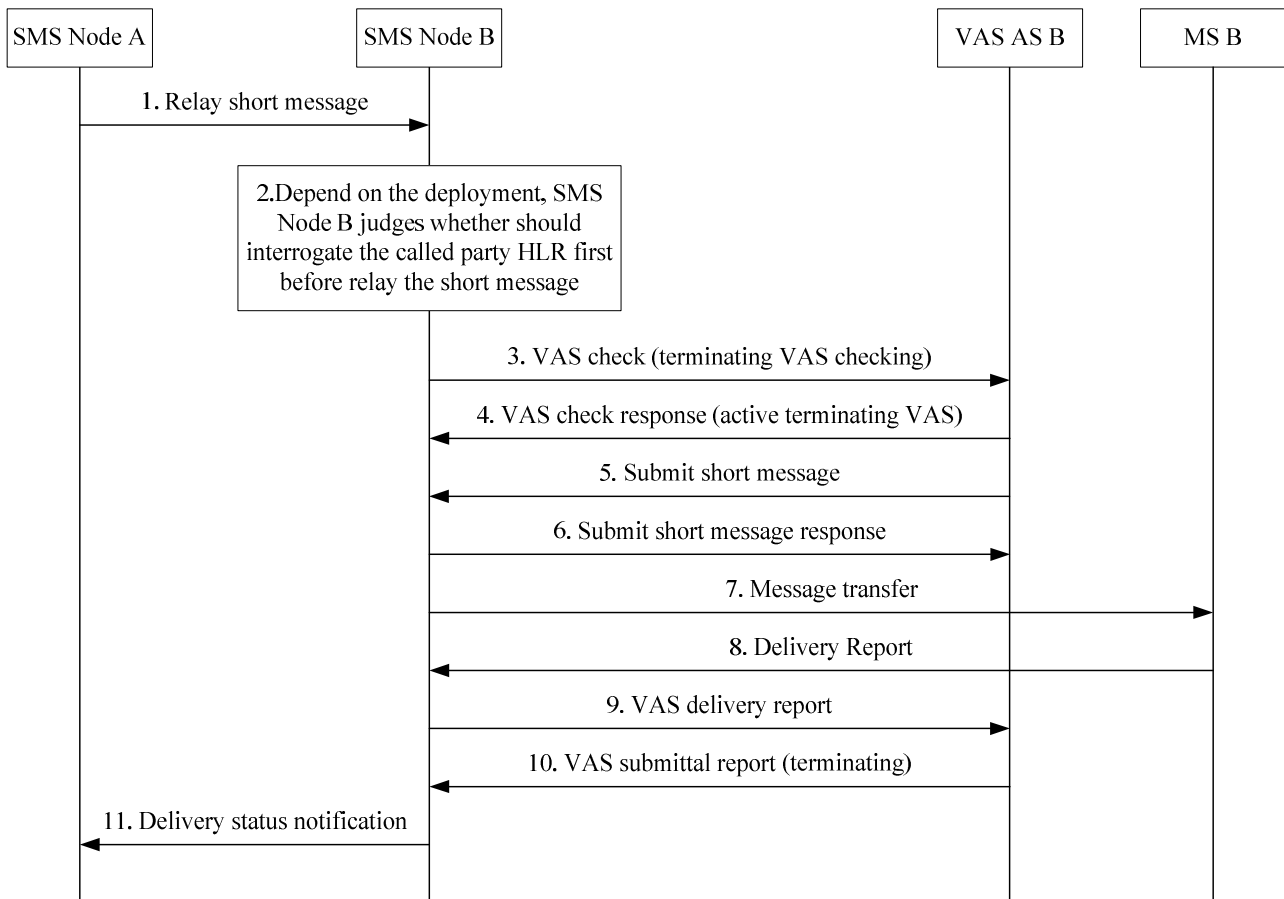 SMS Node A
SMS Node B
VAS AS B
MS B
1. Relay short message
2.Depend on the deployment, SMS
Node B judges whether should
interrogate the called party HLR first
before relay the short message
3. VAS check (terminating VAS checking)
4. VAS check response (active terminating VAS)
5. Submit short message
6. Submit short message response
7. Message transfer
8. Delivery Report
9. VAS delivery report
10. VAS submittal report (terminating)
11. Delivery status notification